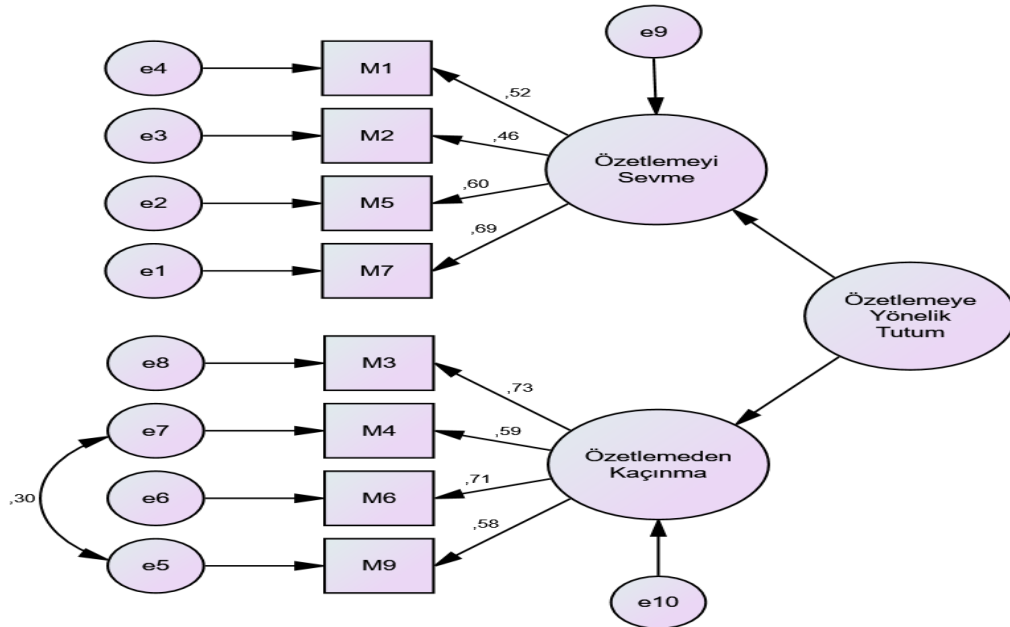 e9
e4
M1
,52
e3
M2
,46
Özetlemeyi
Sevme
e2
M5
,60
e1
M7
,69
Özetlemeye
Yönelik
Tutum
e8
M3
,73
e7
M4
,59
Özetlemeden
Kaçınma
,30
e6
M6
,71
e5
M9
,58
e10